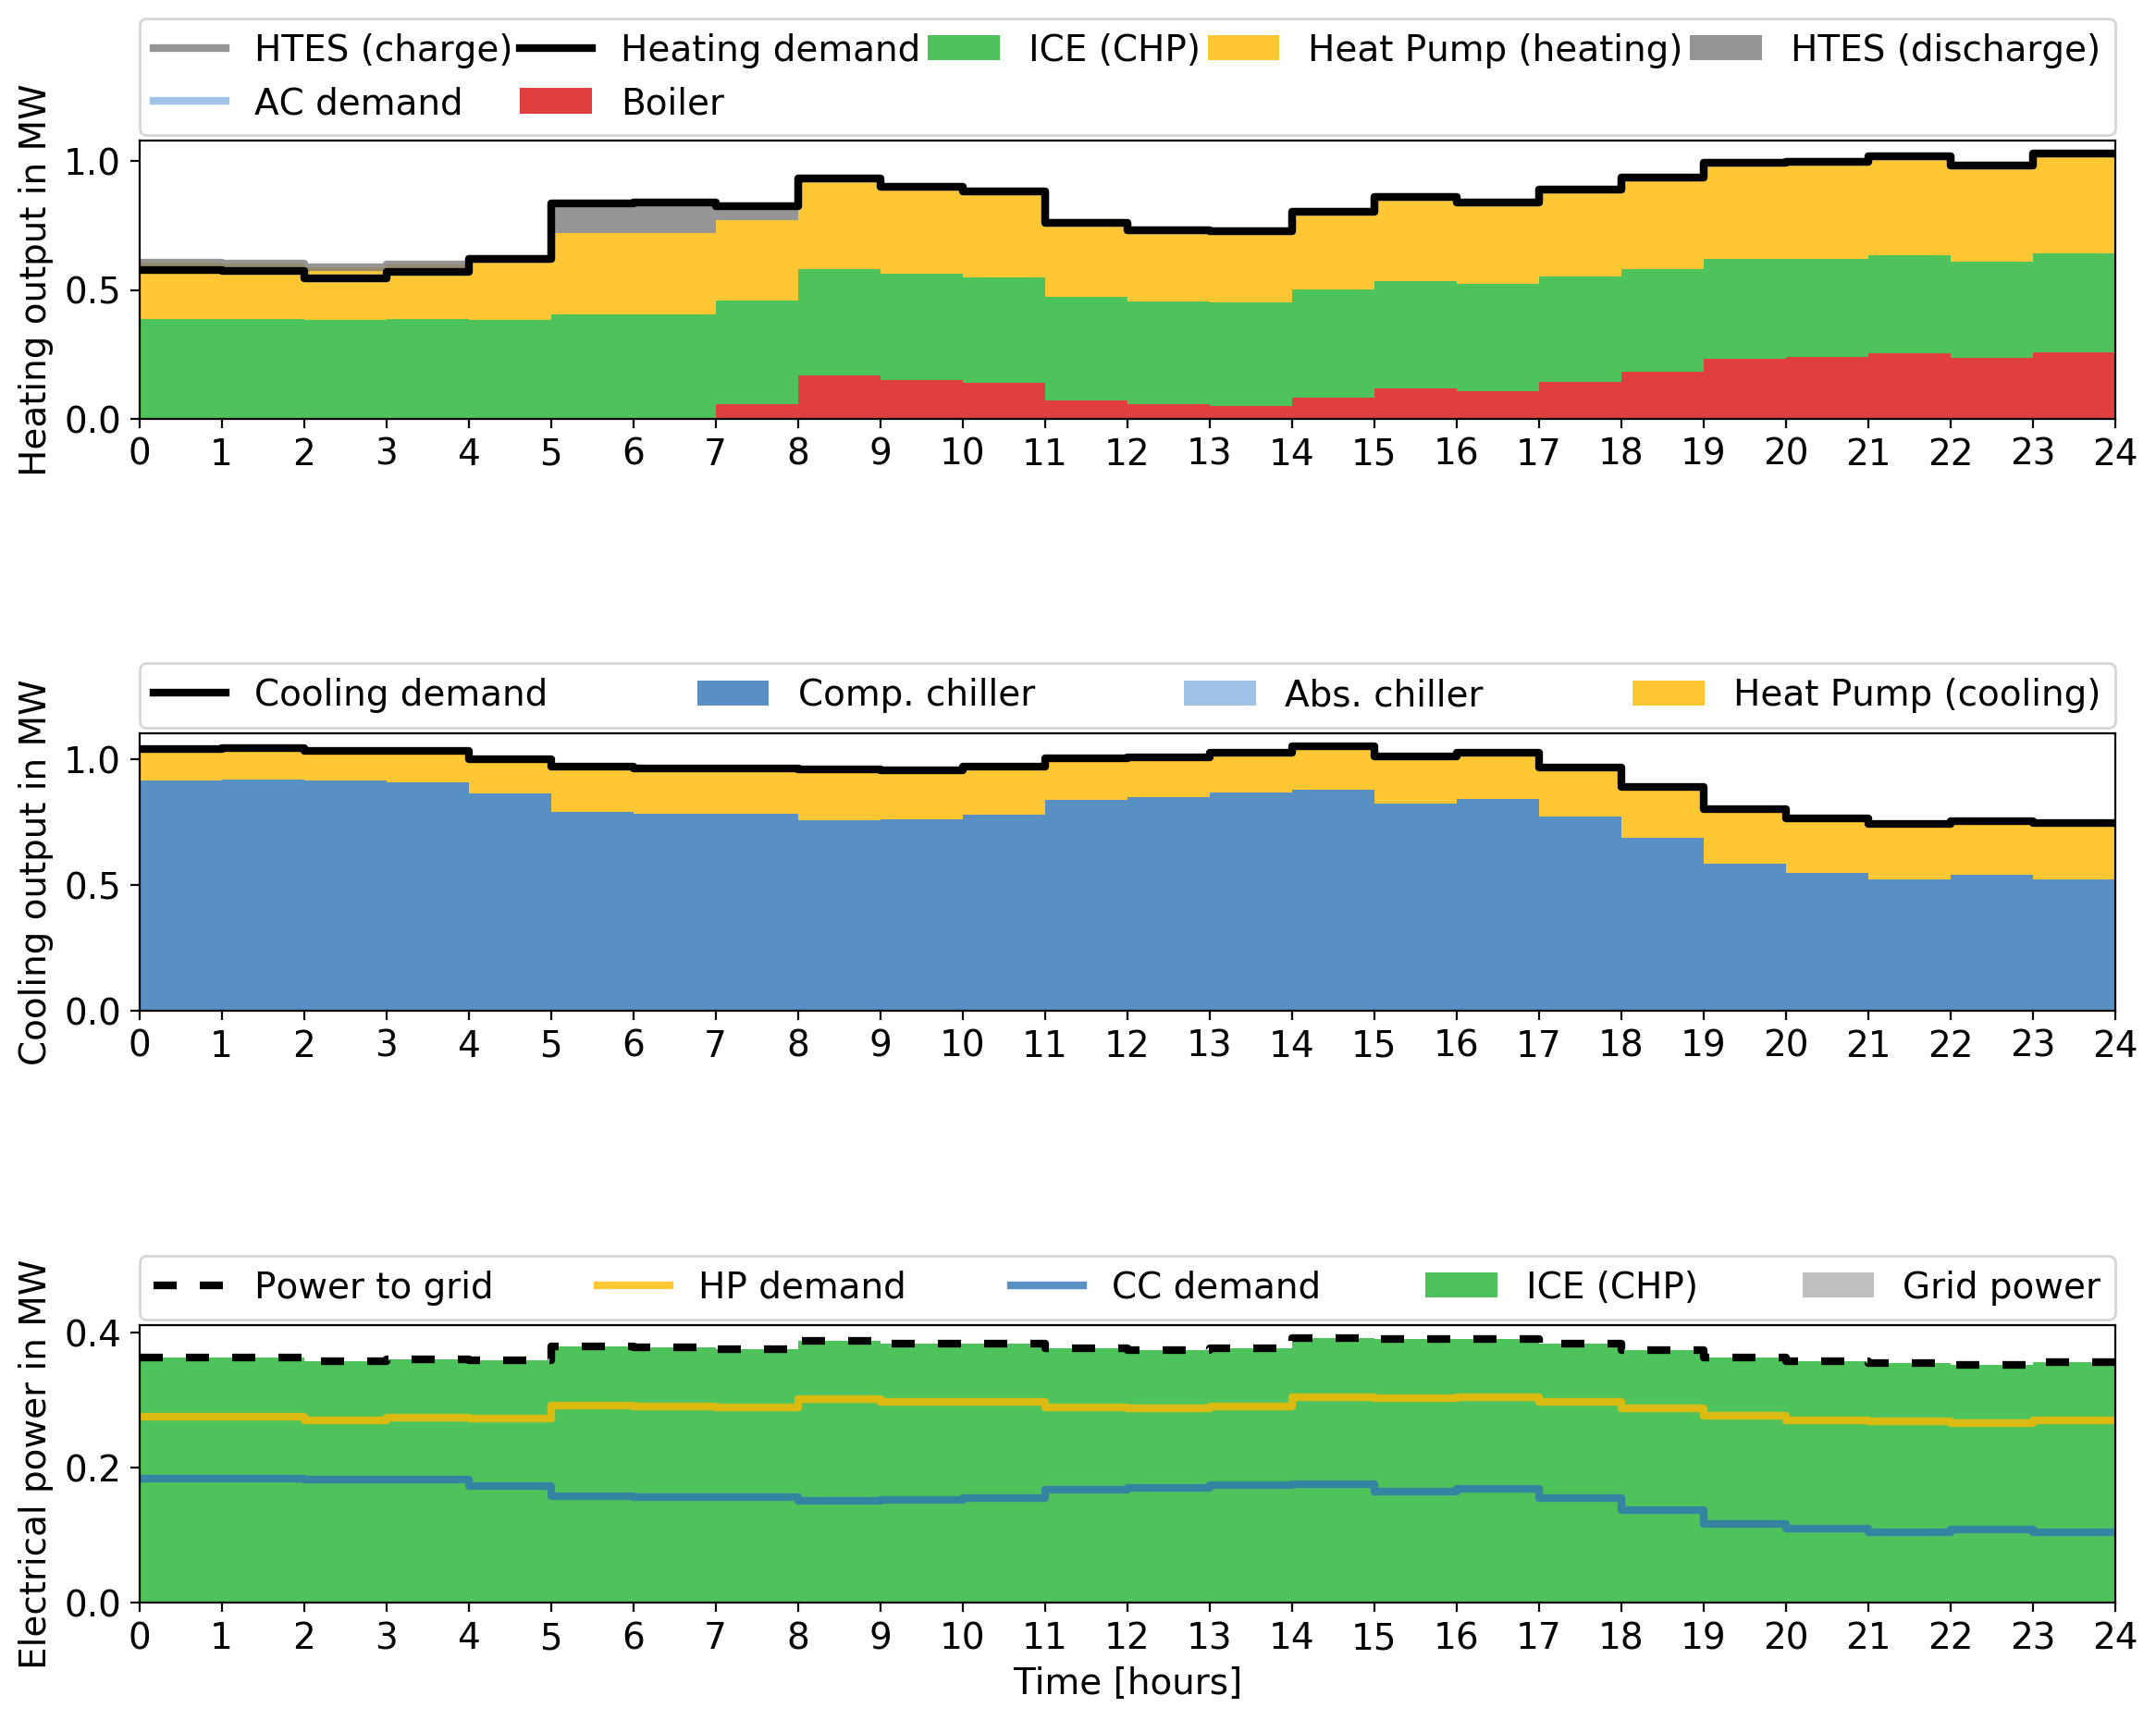 HTES (charge) Heating demand ICE (CHP) Heat Pump (heating) HTES (discharge)
AC demand Boiler
Heating output in MW
1.0
0.5
0.0
0 1 2 3 4 5 6 7 8 9 10 11 12 13 14 15 16 17 18 19 20 21 22 23 24
Cooling demand Comp. chiller Abs. chiller Heat Pump (cooling)
Cooling output in MW
1.0
0.5
0.0
0 1 2 3 4 5 6 7 8 9 10 11 12 13 14 15 16 17 18 19 20 21 22 23 24
Power to grid HP demand CC demand ICE (CHP) Grid power
Electrical power in MW
0.4
0.2
0.0
0 1 2 3 4 5 6 7 8 9 10 11 12 13 14 15 16 17 18 19 20 21 22 23 24
Time [hours]